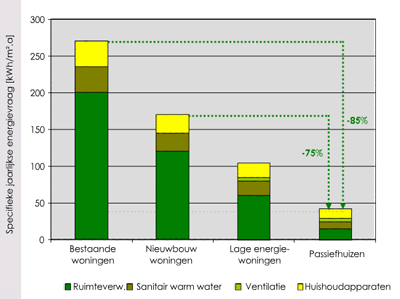 Specifieke jaarlijkse energievraag [kWh/m².a]
300
250
200
150
100
50
0
-85%
-75%
Bestaande
woningen
Nieuwbouw
woningen
Lage energie-
woningen
Passiefhuizen
Ruimteverw. Sanitair warm water Ventilatie Huishoudapparaten